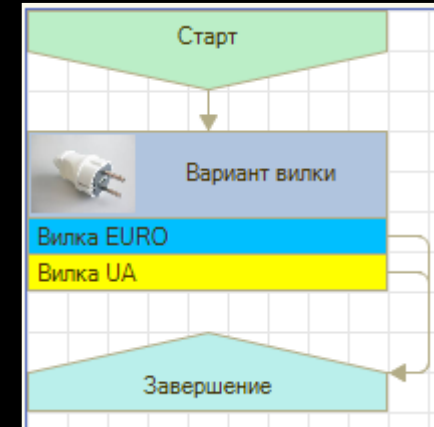 Старт
Вариант вилки
Вилка EURO
Вилка UA
Завершение